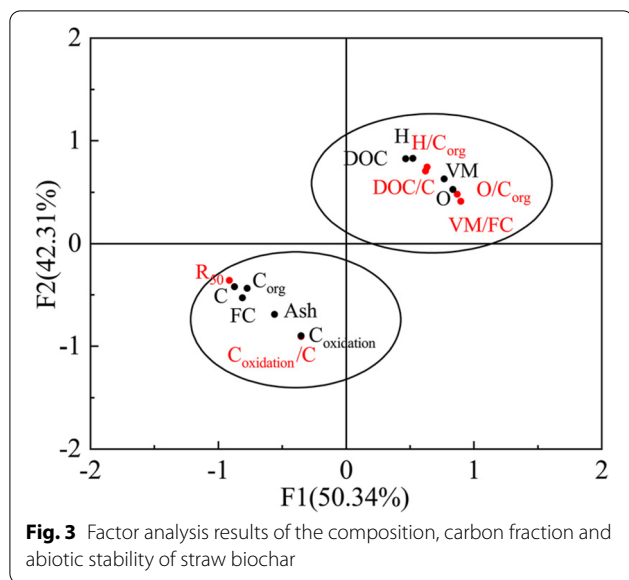 2
1
0
-1
-2
F2(42.31%)
H H/Corg
DOC
VM
DOC/C O/Corg
O
VM/FC
R50
Corg
C
FC Ash
Coxidation
Coxidation/C
-2 -1 0 1 2
F1(50.34%)
Fig. 3 Factor analysis results of the composition, carbon fraction and
abiotic stability of straw biochar